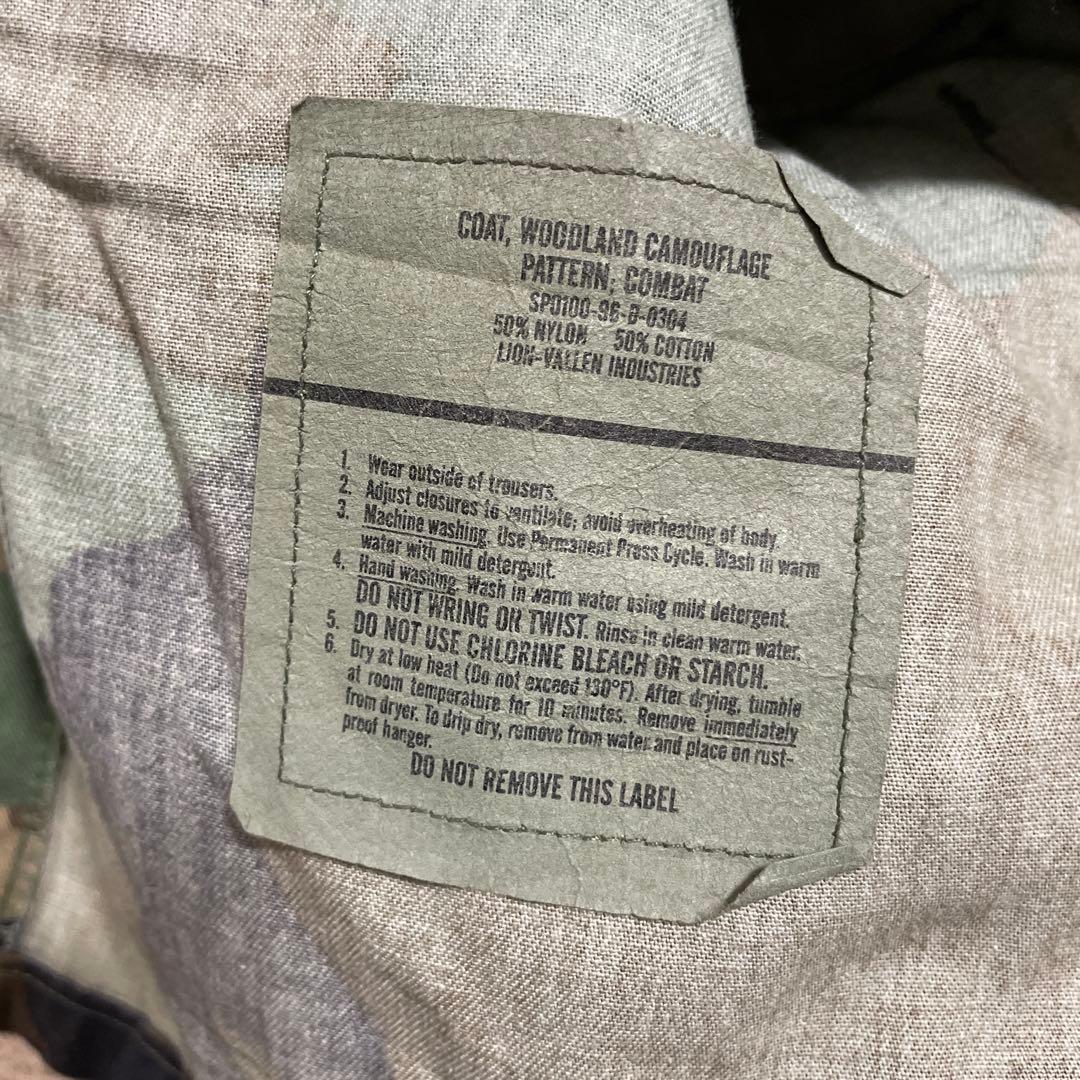 COAT, WOODLAND CAMOUFLAGE
PATTERN, COMBAT
SP0100-96-D-0304
50% NYLON 50% COTTON
LION-VALLEN INDUSTRIES
1. Wear outside of trousers.
2. Adjust closures to ventilate; avoid overheating of body.
3. Machine washing. Use Permanent Press Cycle. Wash in warm
water with mild detergent.
4. Hand washing. Wash in warm water using mild detergent.
DO NOT WRING OR TWIST. Rinse in clean warm water.
5. DO NOT USE CHLORINE BLEACH OR STARCH.
6. Dry at low heat (Do not exceed 130°F). After drying, tumble
at room temperature for 10 minutes. Remove immediately
from dryer. To drip dry, remove from water and place on rust-
proof hanger.
DO NOT REMOVE THIS LABEL